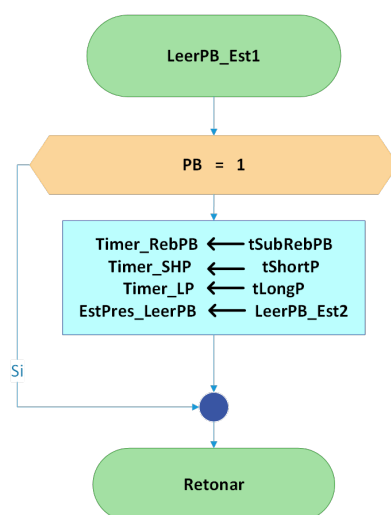 LeerPB_Est1
PB = 1
Timer_RebPB ← tSubRebPB
Timer_SHP ← tShortP
Timer_LP ← tLongP
EstPres_LeerPB ← LeerPB_Est2
Si
Retonar